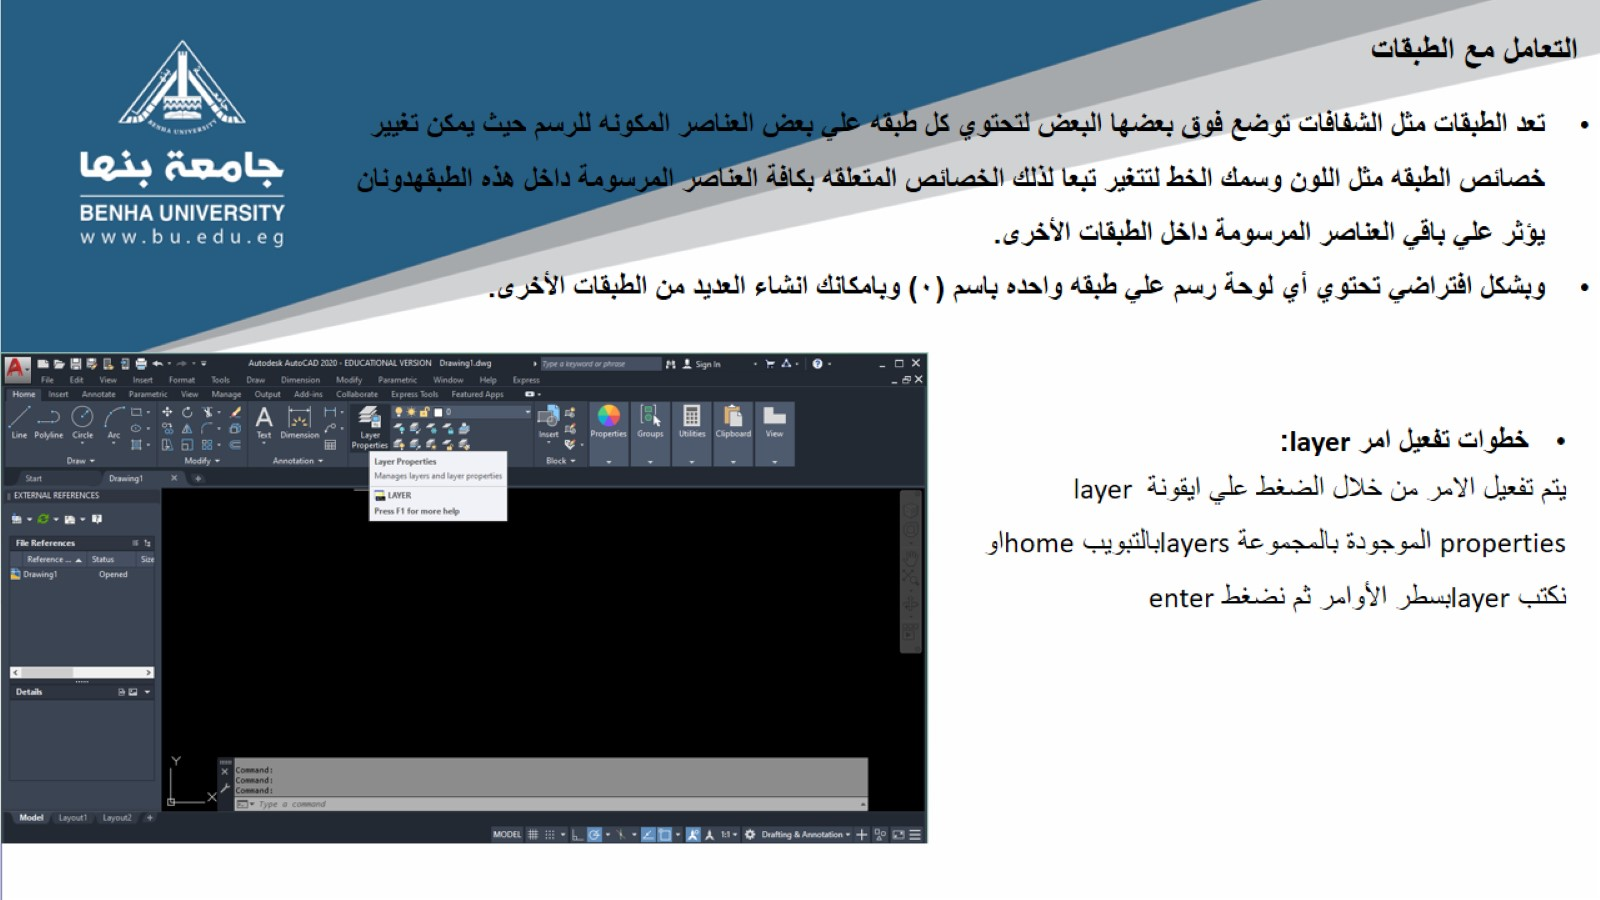 التعامل مع الطبقات
جامعة بنها
BENHA UNIVERSITY
www.bu.edu.eg
• تعد الطبقات مثل الشفافات توضع فوق بعضها البعض لتحتوي كل طبقه علي بعض العناصر المكونه للرسم حيث يمكن تغيير
خصائص الطبقه مثل اللون وسمك الخط لتتغير تبعا لذلك الخصائص المتعلقه بكافة العناصر المرسومة داخل هذه الطبقهدونان
يؤثر علي باقي العناصر المرسومة داخل الطبقات الأخرى.
• وبشكل افتراضي تحتوي أي لوحة رسم علي طبقه واحده باسم (٠) وبامكانك انشاء العديد من الطبقات الأخرى.
• خطوات تفعيل امر layer:
يتم تفعيل الامر من خلال الضغط علي ايقونة layer
properties الموجودة بالمجموعة layersبالتبويب homeاو
نكتب layerبسطر الأوامر ثم نضغط enter
Autodesk AutoCAD 2020 - EDUCATIONAL VERSION Drawing1.dwg
Type a keyword or phrase
Sign In
File Edit View Insert Format Tools Draw Dimension Modify Parametric Window Help Express
Home Insert Annotate Parametric View Manage Output Add-ins Collaborate Express Tools Featured Apps
0
Line Polyline Circle Arc
Text Dimension
Layer Properties
Insert
Properties Groups Utilities Clipboard View
Draw Modify Annotation Block
Layer Properties
Manages layers and layer properties
LAYER
Press F1 for more help
Start Drawing1
EXTERNAL REFERENCES
File References
Reference ... Status Size
Drawing1 Opened
Details
Y
X
Command:
Command:
Command:
Type a command
Model Layout1 Layout2 +
MODEL 1:1 Drafting & Annotation